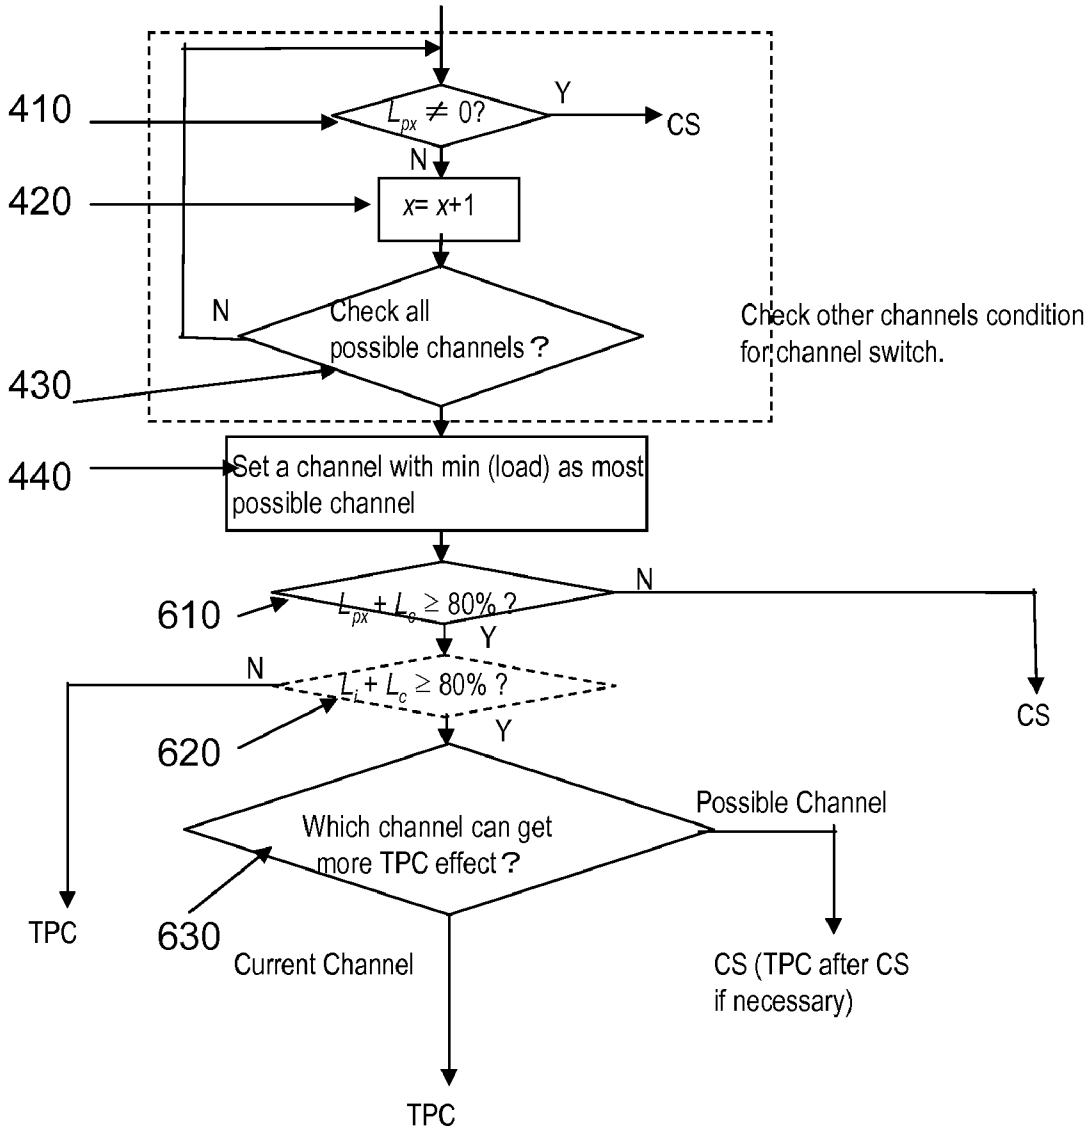 410
L_px ≠ 0?
Y
CS
N
420
x= x+1
N
Check all
possible channels?
Check other channels condition
for channel switch.
430
440
Set a channel with min (load) as most
possible channel
610
L_px + L_c ≥ 80% ?
N
Y
N
L_i + L_c ≥ 80% ?
CS
620
Y
Possible Channel
Which channel can get
more TPC effect?
TPC
630
Current Channel
CS (TPC after CS
if necessary)
TPC